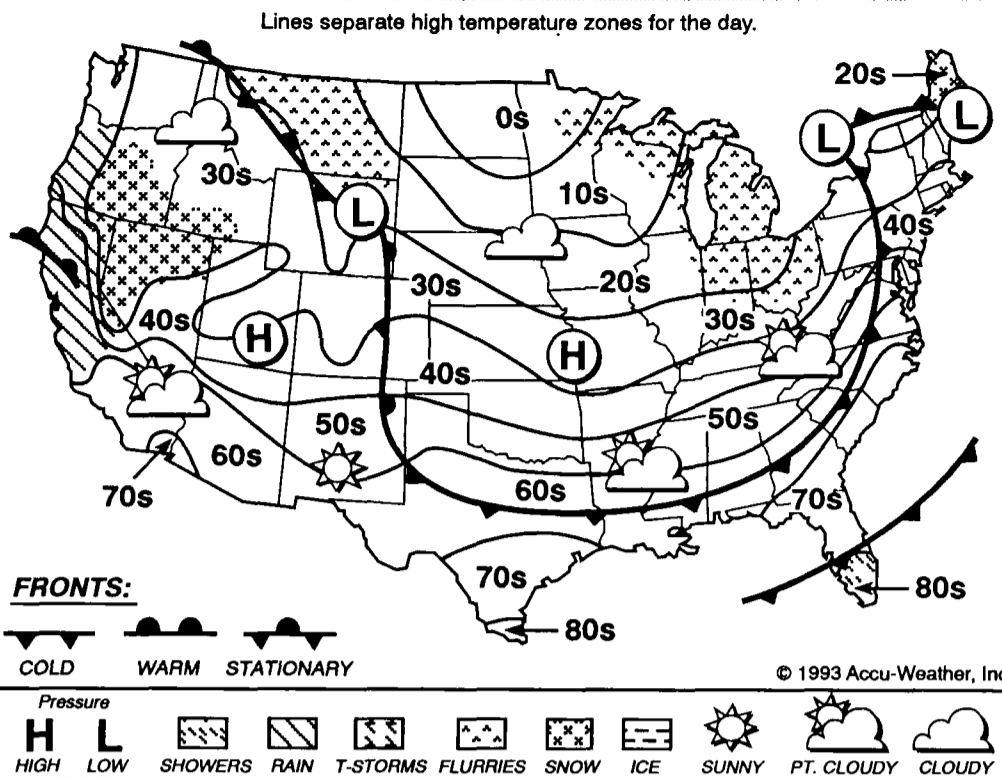 Lines separate high temperature zones for the day.
20s
L
L
0s
30s
10s
L
40s
30s
20s
40s
H
30s
H
40s
50s
50s
60s
60s
70s
70s
70s
80s
80s
FRONTS:
COLD WARM STATIONARY
© 1993 Accu-Weather, Inc
Pressure
H L
HIGH LOW SHOWERS RAIN T-STORMS FLURRIES SNOW ICE SUNNY PT. CLOUDY CLOUDY